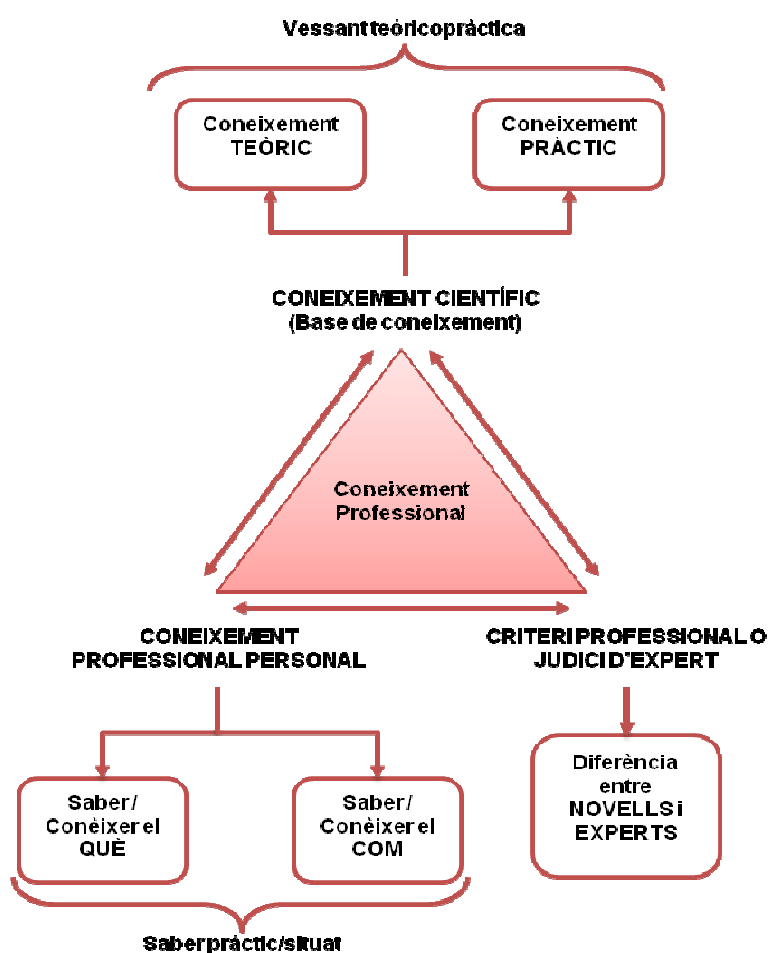 Vessant teòricopràctica
Coneixement
TEÒRIC
Coneixement
PRÀCTIC
CONEIXEMENT CIENTÍFIC
(Base de coneixement)
Coneixement
Professional
CONEIXEMENT
PROFESSIONAL PERSONAL
CRITERI PROFESSIONAL O
JUDICI D'EXPERT
Saber /
Conèixer el
QUÈ
Saber /
Conèixer el
COM
Diferència
entre
NOVELLS i
EXPERTS
Saber pràctic/situat